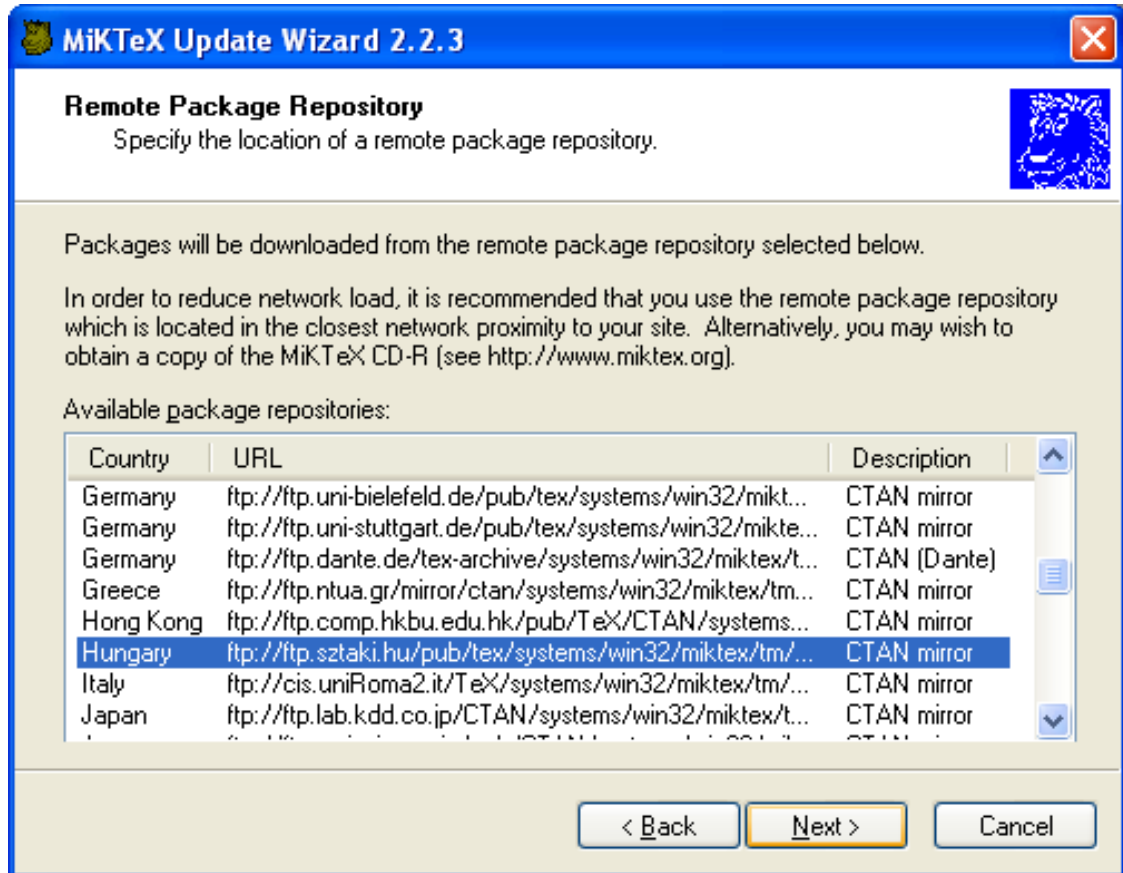 MiKTeX Update Wizard 2.2.3
Remote Package Repository
Specify the location of a remote package repository.
Packages will be downloaded from the remote package repository selected below.
In order to reduce network load, it is recommended that you use the remote package repository
which is located in the closest network proximity to your site.  Alternatively, you may wish to
obtain a copy of the MiKTeX CD-R (see http://www.miktex.org).
Available package repositories:
Country URL Description
Germany ftp://ftp.uni-bielefeld.de/pub/tex/systems/win32/mikt... CTAN mirror
Germany ftp://ftp.uni-stuttgart.de/pub/tex/systems/win32/mikte... CTAN mirror
Germany ftp://ftp.dante.de/tex-archive/systems/win32/miktex/t... CTAN (Dante)
Greece ftp://ftp.ntua.gr/mirror/ctan/systems/win32/miktex/tm... CTAN mirror
Hong Kong ftp://ftp.comp.hkbu.edu.hk/pub/TeX/CTAN/systems... CTAN mirror
Hungary ftp://ftp.sztaki.hu/pub/tex/systems/win32/miktex/tm/... CTAN mirror
Italy ftp://cis.uniRoma2.it/TeX/systems/win32/miktex/tm/... CTAN mirror
Japan ftp://ftp.lab.kdd.co.jp/CTAN/systems/win32/miktex/t... CTAN mirror
< Back Next > Cancel